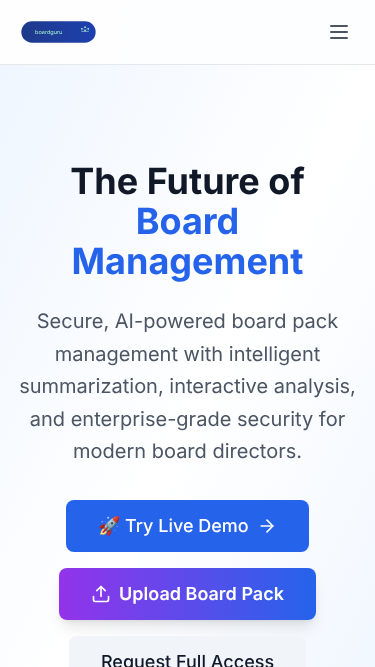 boardguru
The Future of
Board
Management
Secure, AI-powered board pack
management with intelligent
summarization, interactive analysis,
and enterprise-grade security for
modern board directors.
🚀 Try Live Demo →
Upload Board Pack
Request Full Access